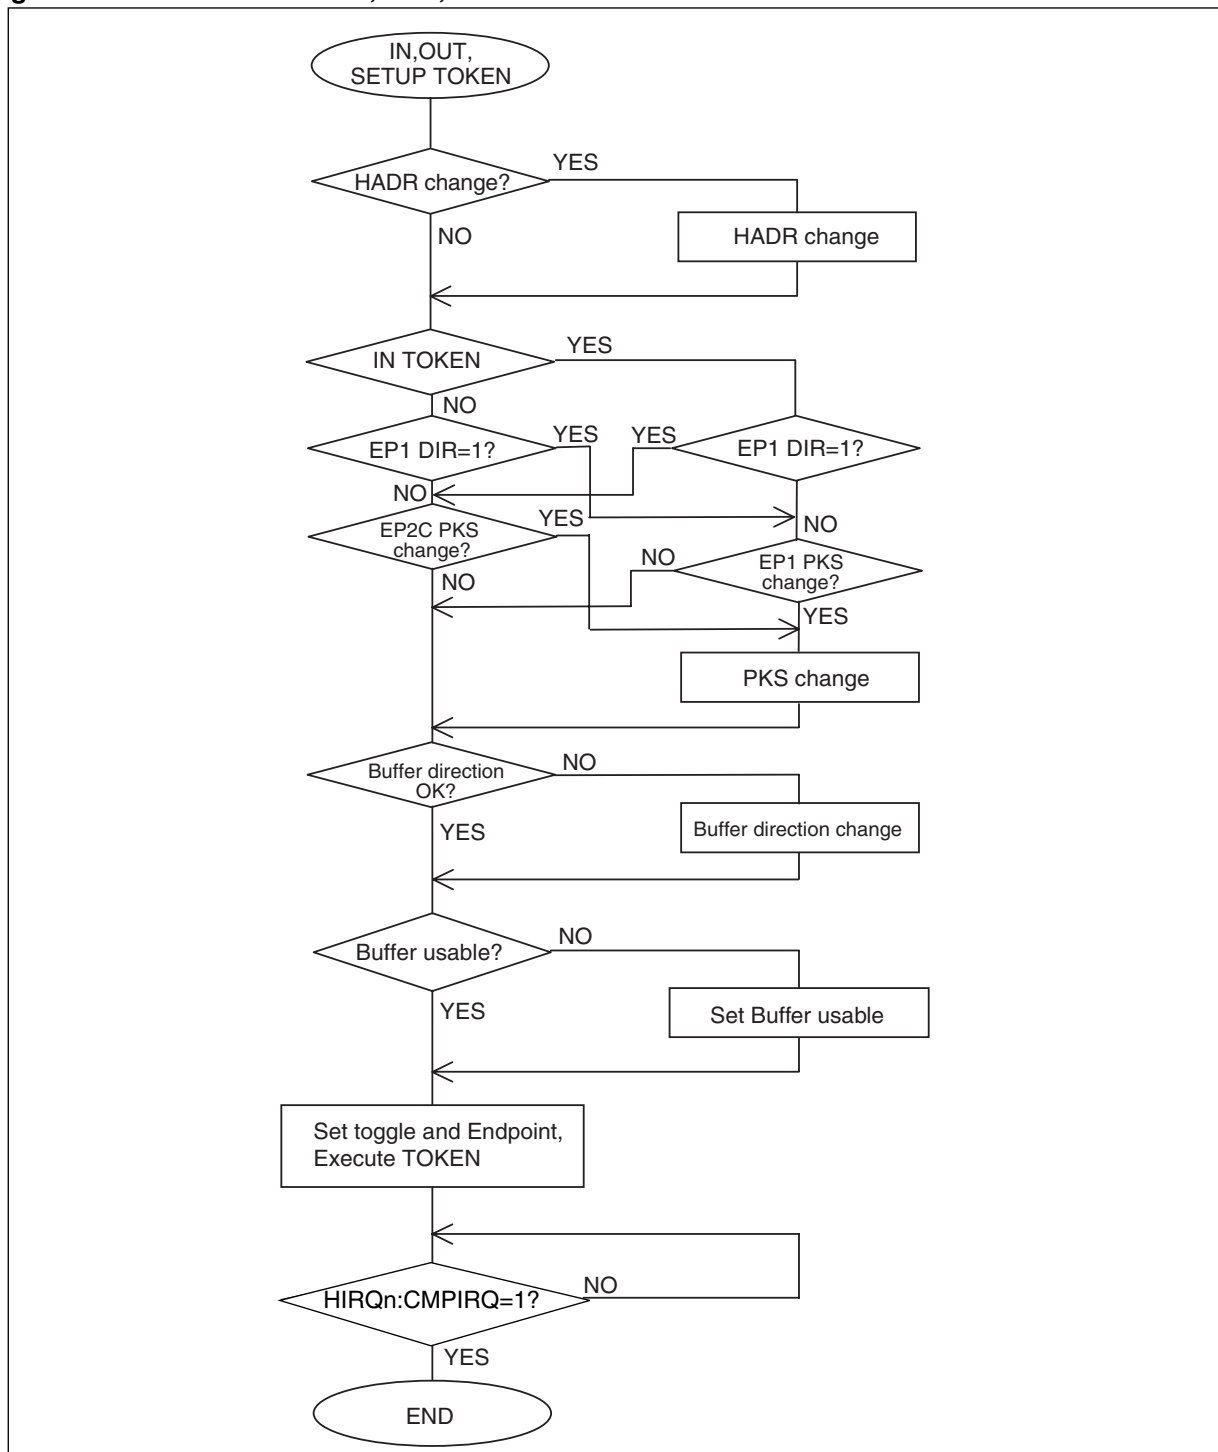 IN,OUT,
SETUP TOKEN
YES
HADR change?
HADR change
NO
YES
IN TOKEN
NO
YES
YES
EP1 DIR=1?
EP1 DIR=1?
NO
YES
NO
EP2C PKS
change?
NO
EP1 PKS
change?
NO
YES
PKS change
NO
Buffer direction
OK?
Buffer direction change
YES
NO
Buffer usable?
YES
Set Buffer usable
Set toggle and Endpoint,
Execute TOKEN
NO
HIRQn:CMPIRQ=1?
YES
END